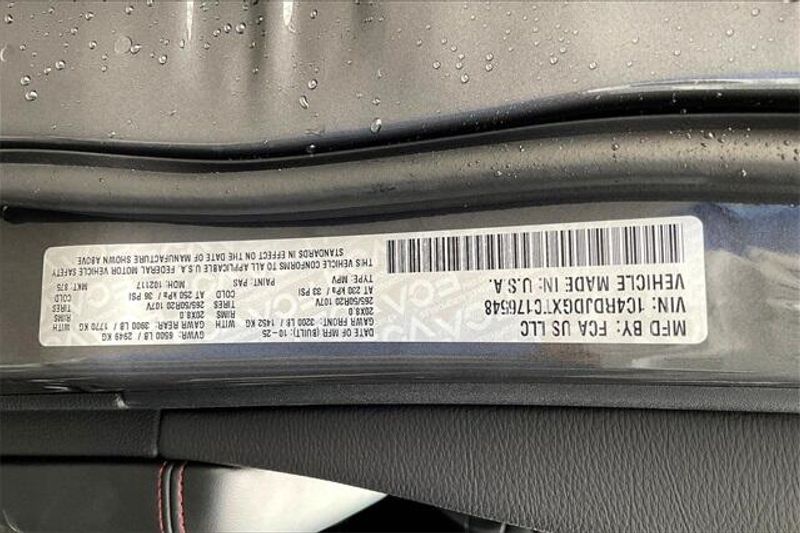 MFD BY: FCA US LLC
VIN: 1C4RDJDGXTC176548
VEHICLE MADE IN: U.S.A.
DATE OF MFR (BUILT): 10-25
GVWR: 6500 LB / 2949 KG
GAWR FRONT: 3200 LB / 1452 KG
GAWR REAR: 3900 LB / 1770 KG
WITH 20X8.0 RIMS
20X8.0 RIMS
265/50R20 107V TIRES
265/50R20 107V TIRES
AT 230 kPa / 33 PSI COLD
AT 250 kPa / 36 PSI COLD
TYPE: MPV
PAINT: PAS
MDH: 102117
MKT: 875
THIS VEHICLE CONFORMS TO ALL APPLICABLE U.S.A. FEDERAL MOTOR VEHICLE SAFETY
STANDARDS IN EFFECT ON THE DATE OF MANUFACTURE SHOWN ABOVE